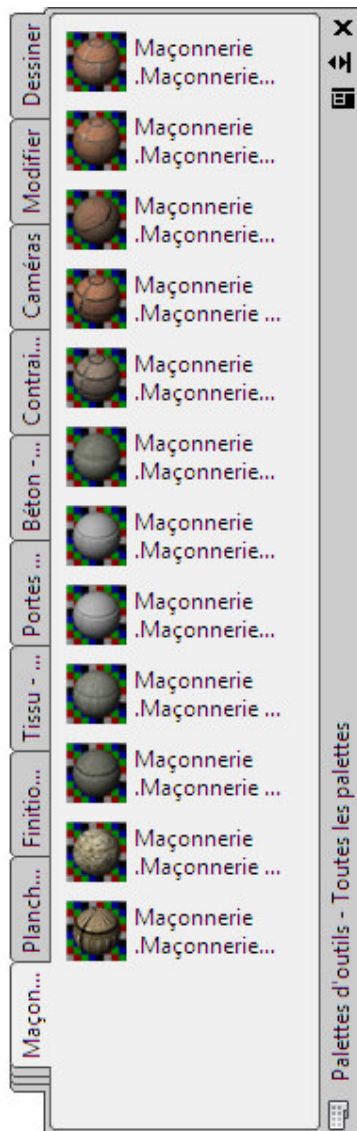 Dessiner
Modifier
Caméras
Contrai...
Béton -...
Portes ...
Tissu - ...
Finitio...
Planch...
Maçon...
Maçonnerie
.Maçonnerie...
Maçonnerie
.Maçonnerie...
Maçonnerie
.Maçonnerie...
Maçonnerie
.Maçonnerie ...
Maçonnerie
.Maçonnerie...
Maçonnerie
.Maçonnerie...
Maçonnerie
.Maçonnerie...
Maçonnerie
.Maçonnerie...
Maçonnerie
.Maçonnerie ...
Maçonnerie
.Maçonnerie ...
Maçonnerie
.Maçonnerie ...
Maçonnerie
.Maçonnerie...
Palettes d'outils - Toutes les palettes